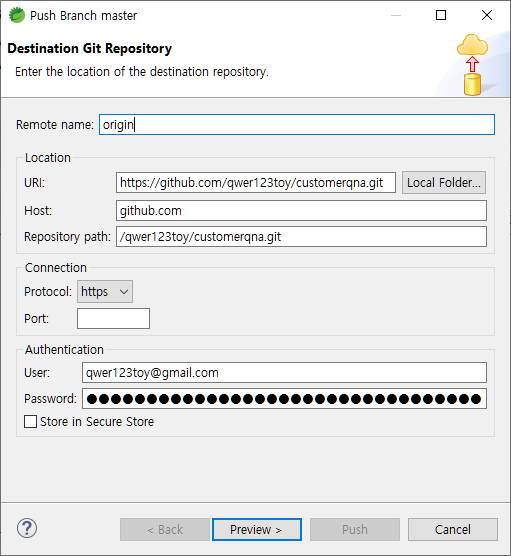 Push Branch master
Destination Git Repository
Enter the location of the destination repository.
Remote name: origin
Location
URI: https://github.com/qwer123toy/customerqna.git Local Folder...
Host: github.com
Repository path: /qwer123toy/customerqna.git
Connection
Protocol: https
Port:
Authentication
User: qwer123toy@gmail.com
Password: ●●●●●●●●●●●●●●●●●●●●●●●●●●●●●●●●●
Store in Secure Store
? < Back Preview > Push Cancel